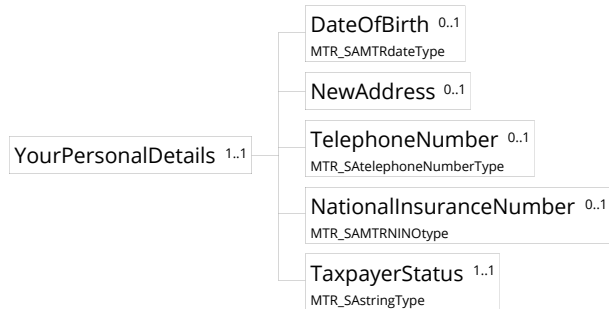 DateOfBirth 0..1
MTR_SAMTRdateType
NewAddress 0..1
TelephoneNumber 0..1
MTR_SAtelephoneNumberType
YourPersonalDetails 1..1
NationalInsuranceNumber 0..1
MTR_SAMTRNINOtype
TaxpayerStatus 1..1
MTR_SAstringType